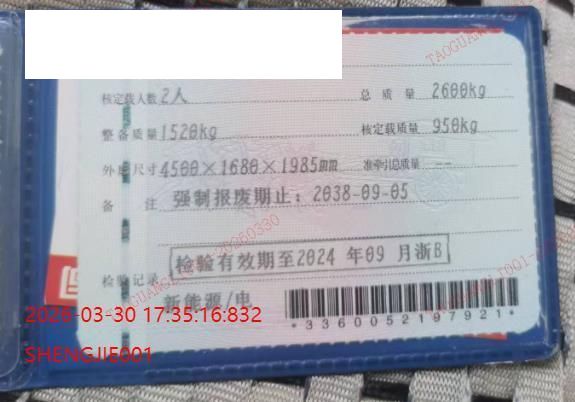 核定载人数 2人 总质量 2600kg
整备质量 1520kg 核定载质量 950kg
外廓尺寸 4500×1680×1985mm 准牵引总质量 --
备注 强制报废期止：2038-09-05
检验有效期至2024 年09 月浙B
检验记录
新能源/电
*3360052197921*
2026-03-30 17:35:16:832
SHENGJIE001